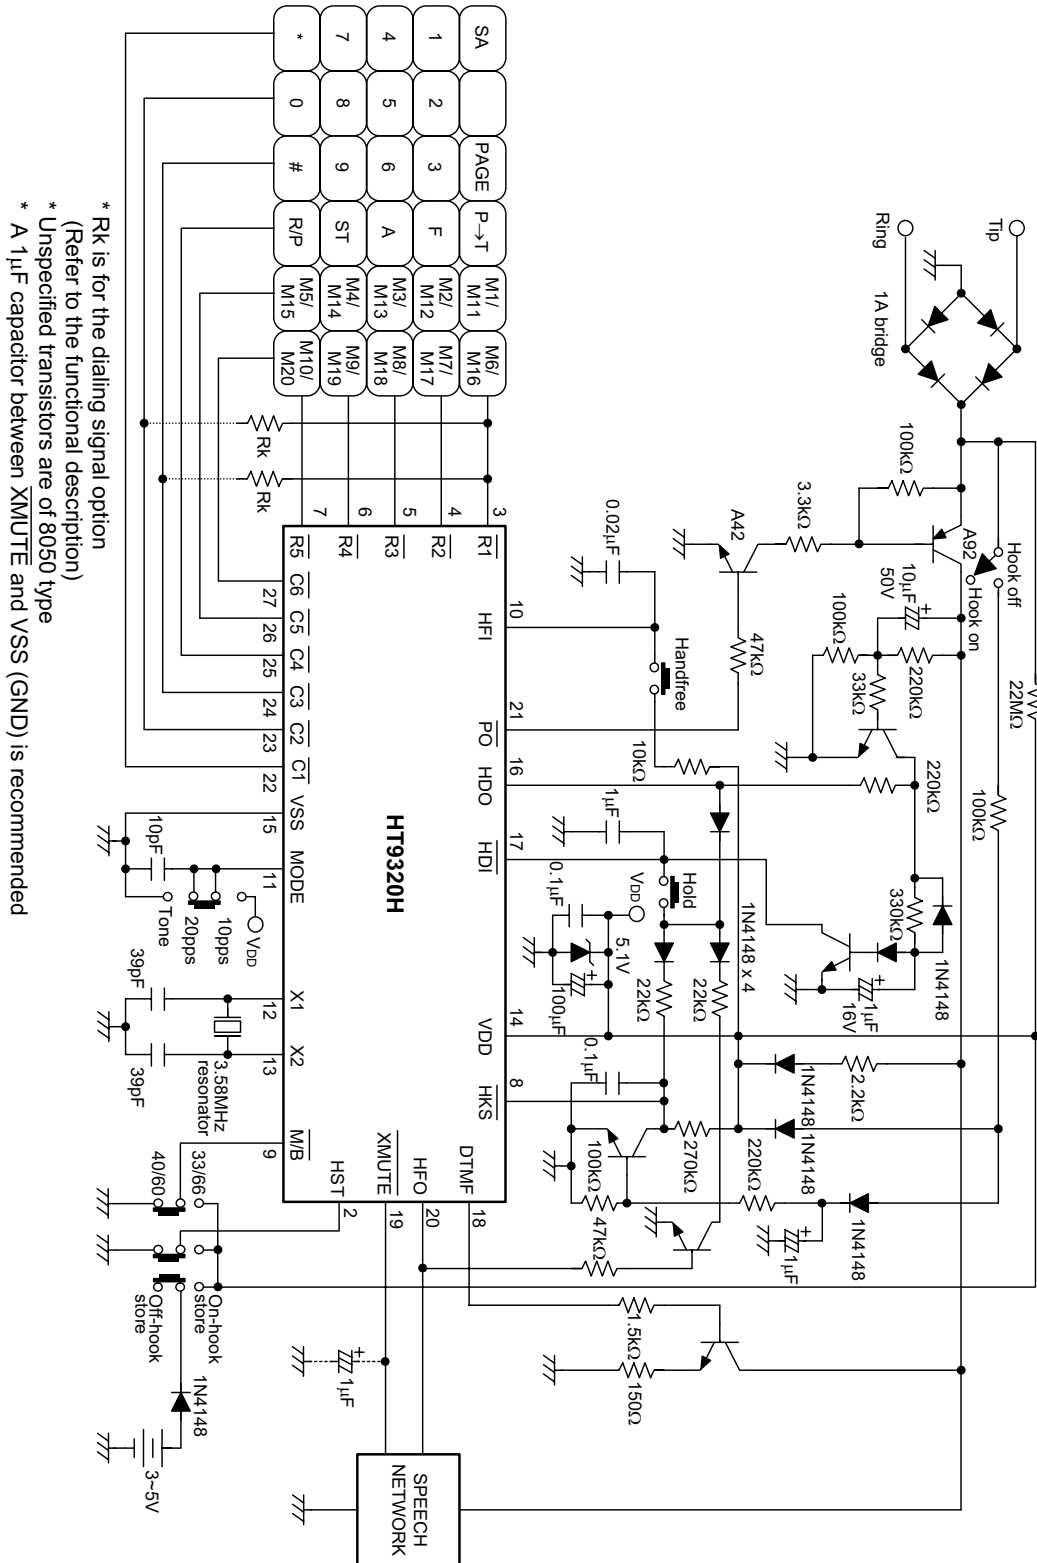 Tip
Ring
1A bridge
Hook off
Hook on
22MΩ
100kΩ
100kΩ
A92
3.3kΩ
A42
47kΩ
10µF
50V
+
100kΩ
220kΩ
33kΩ
220kΩ
330kΩ
1N4148
+
1µF
16V
2.2kΩ
1N4148
1N4148
1N4148
+
1µF
220kΩ
270kΩ
100kΩ
47kΩ
0.1µF
22kΩ
22kΩ
1N4148 x 4
Hold
VDD
5.1V
0.1µF
+
100µF
1µF
10kΩ
Handfree
0.02µF
1.5kΩ
150Ω
SA
PAGE
P→T
M1/
M11
M6/
M16
1
2
3
F
M2/
M12
M7/
M17
4
5
6
A
M3/
M13
M8/
M18
7
8
9
ST
M4/
M14
M9/
M19
*
0
#
R/P
M5/
M15
M10/
M20
Rk
Rk
3
4
5
6
7
R1
R2
R3
R4
R5
10
21
16
17
14
8
18
HFI
PO
HDO
HDI
VDD
HKS
DTMF
HT9320H
HFO
20
XMUTE
19
HST
2
C6
C5
C4
C3
C2
C1
VSS
MODE
X1
X2
M/B
27
26
25
24
23
22
15
11
12
13
9
10pF
Tone
20pps
10pps
VDD
39pF
39pF
3.58MHz
resonator
40/60
33/66
On-hook
store
Off-hook
store
1N4148
3~5V
+
1µF
SPEECH
NETWORK
* Rk is for the dialing signal option
(Refer to the functional description)
* Unspecified transistors are of 8050 type
* A 1µF capacitor between XMUTE and VSS (GND) is recommended